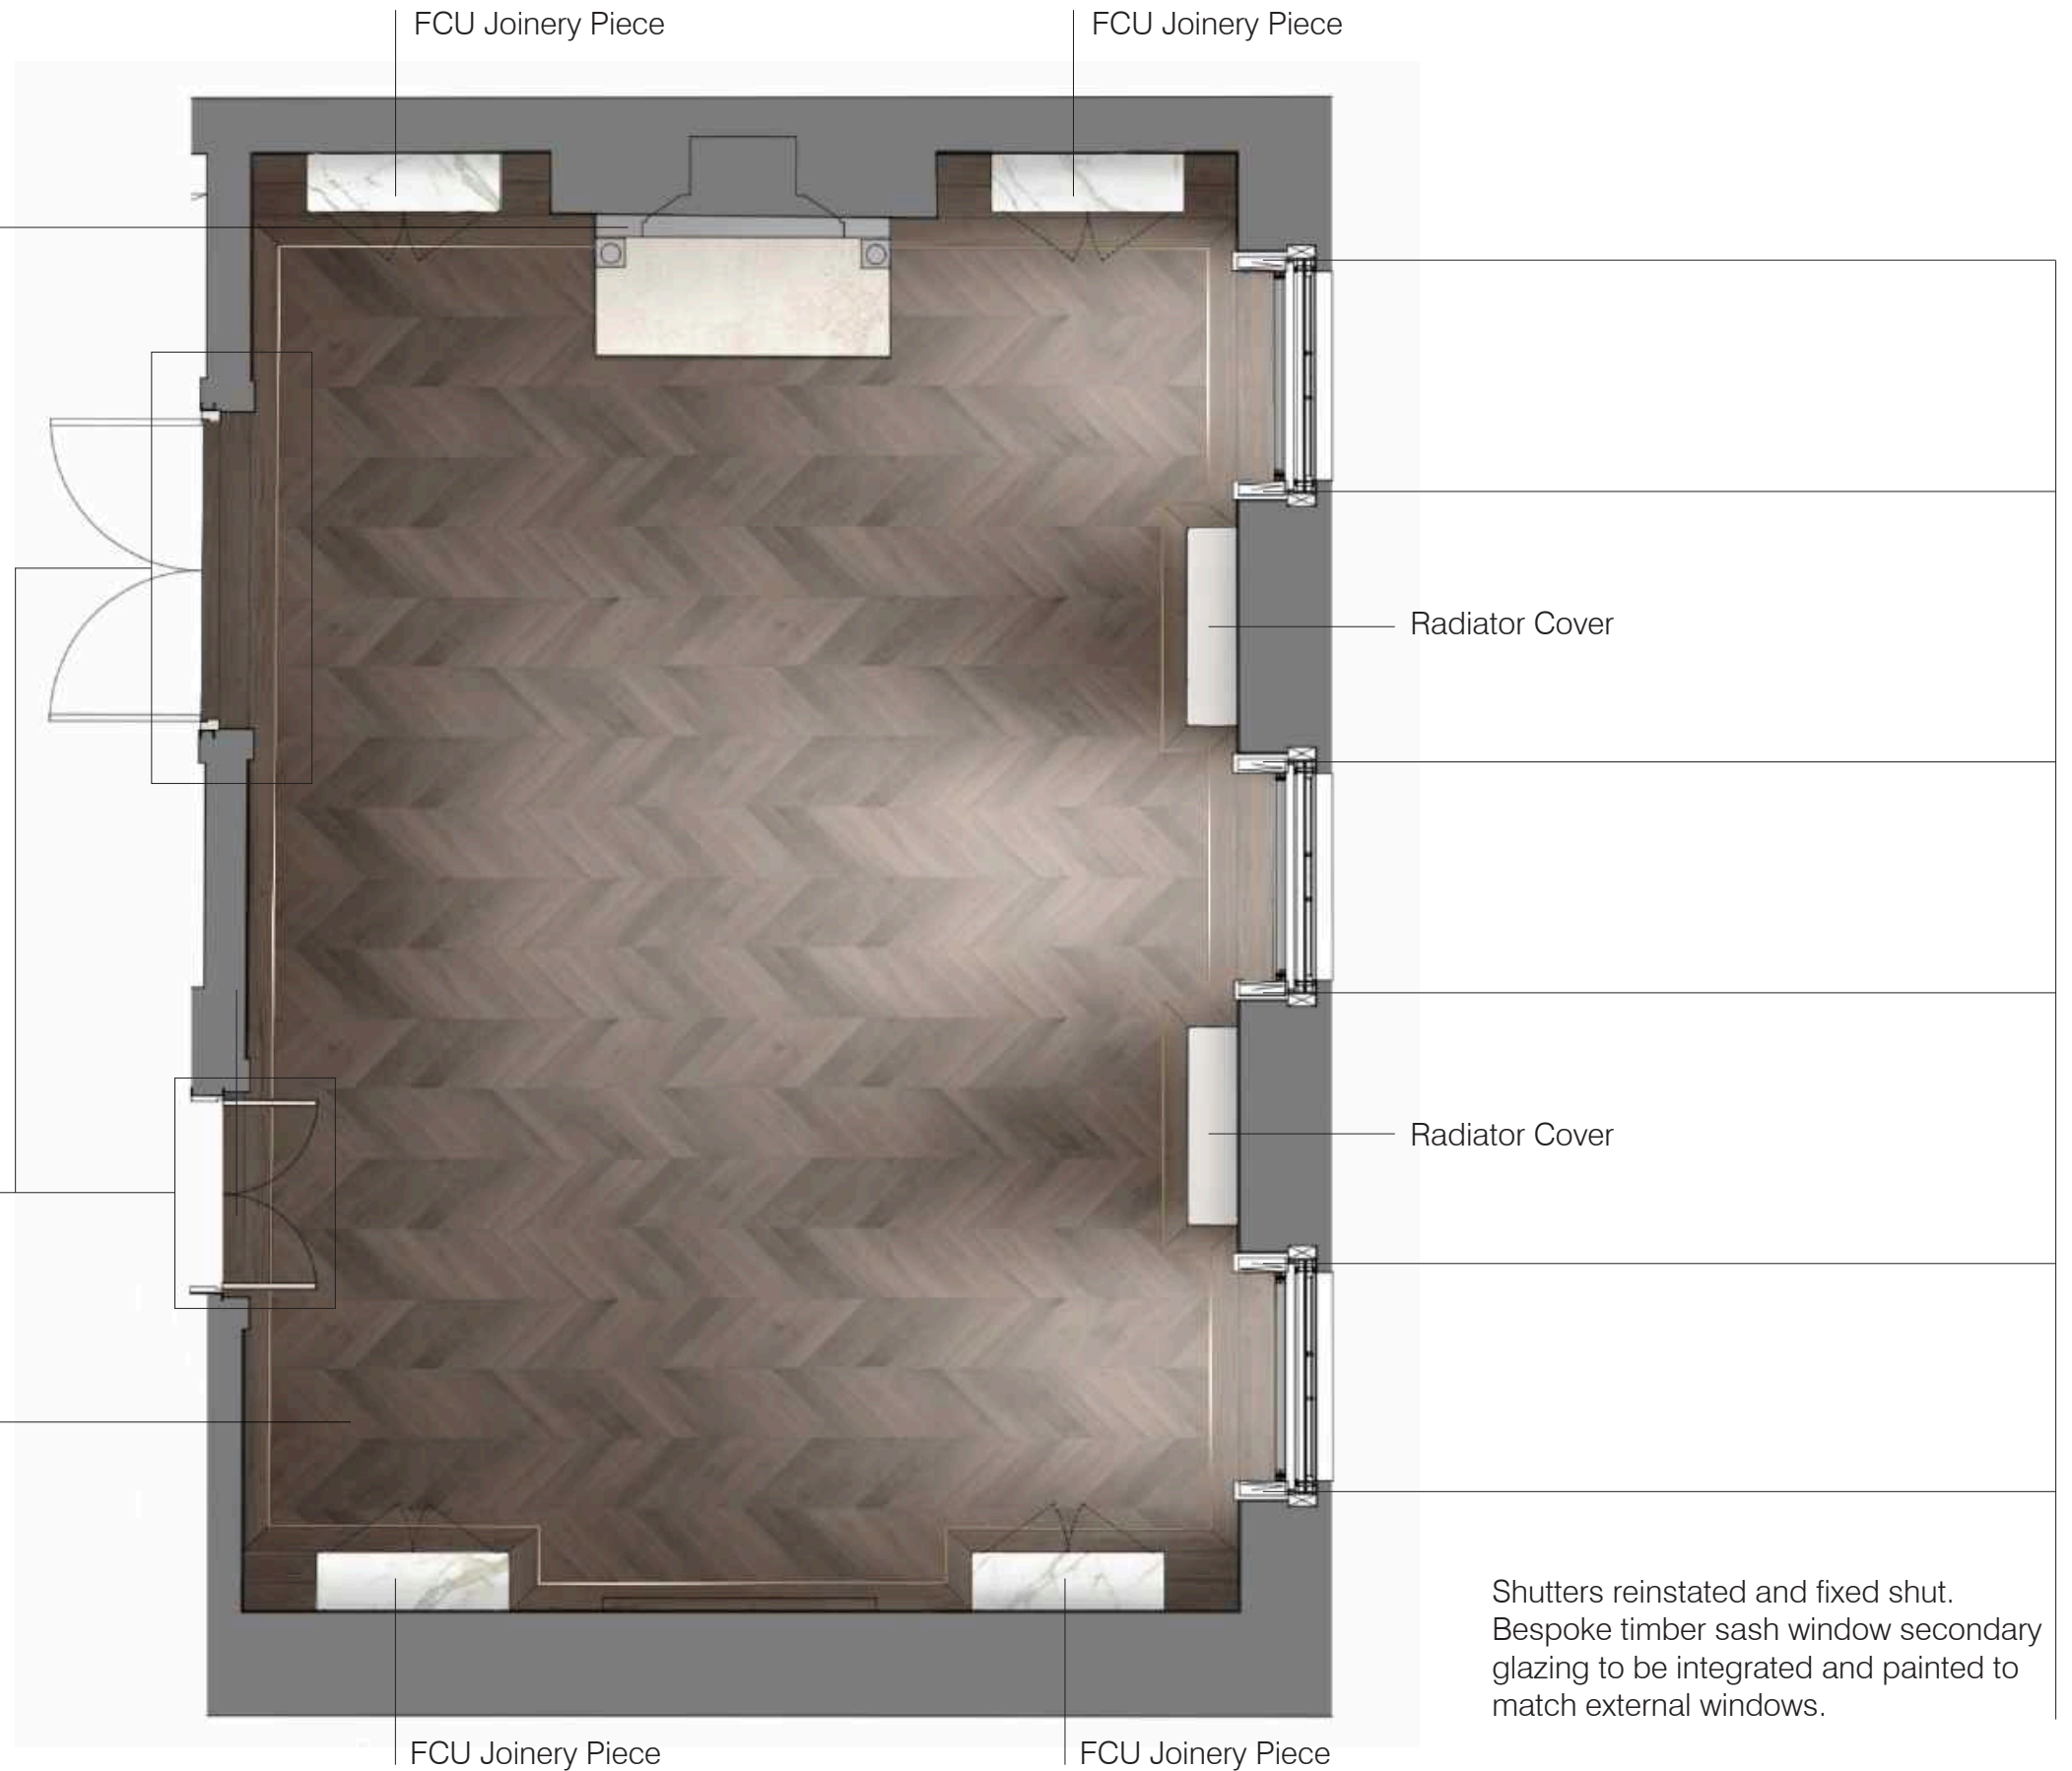 FCU Joinery Piece
FCU Joinery Piece
Radiator Cover
Radiator Cover
Shutters reinstated and fixed shut.
Bespoke timber sash window secondary
glazing to be integrated and painted to
match external windows.
FCU Joinery Piece
FCU Joinery Piece